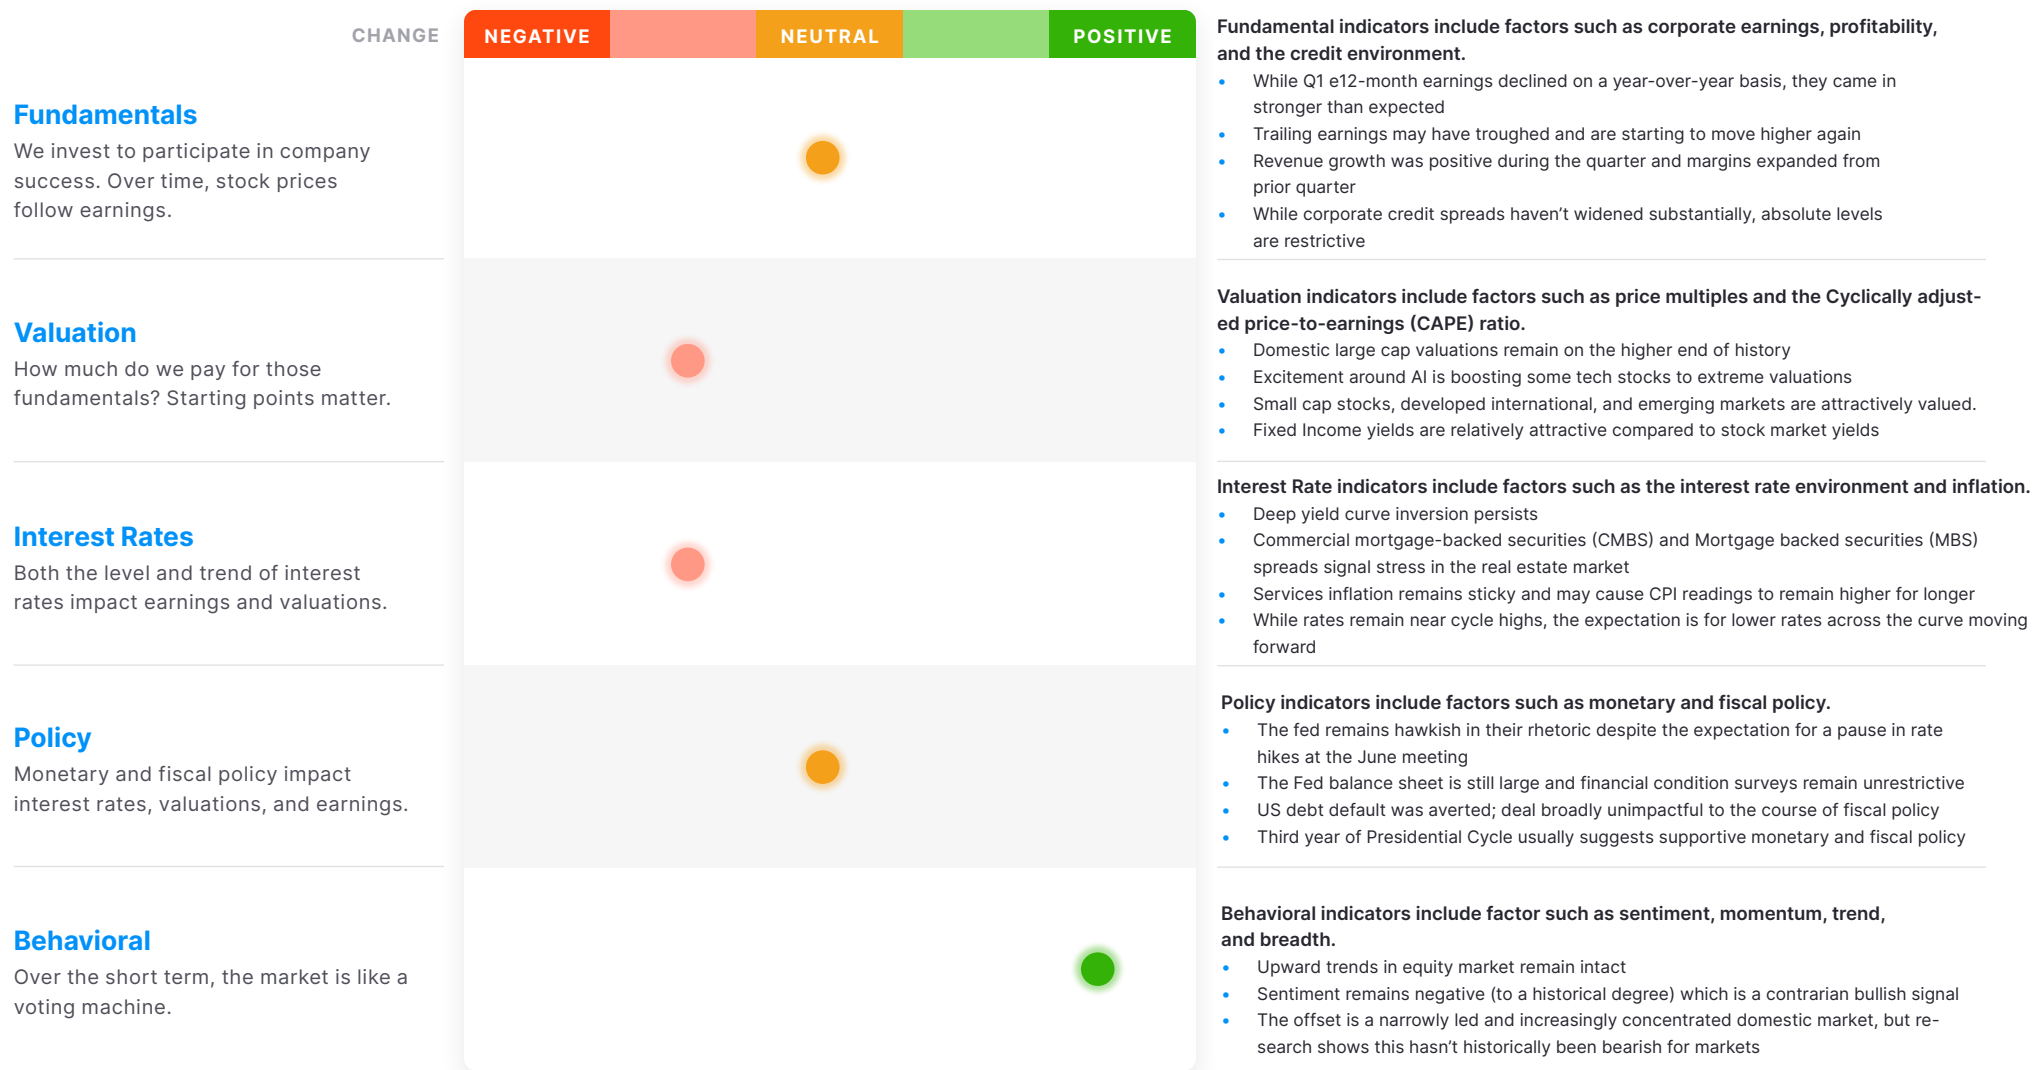 CHANGE
NEGATIVE
NEUTRAL
POSITIVE
Fundamentals
We invest to participate in company
success. Over time, stock prices
follow earnings.
Fundamental indicators include factors such as corporate earnings, profitability,
and the credit environment.
• While Q1 e12-month earnings declined on a year-over-year basis, they came in
stronger than expected
• Trailing earnings may have troughed and are starting to move higher again
• Revenue growth was positive during the quarter and margins expanded from
prior quarter
• While corporate credit spreads haven’t widened substantially, absolute levels
are restrictive
Valuation
How much do we pay for those
fundamentals? Starting points matter.
Valuation indicators include factors such as price multiples and the Cyclically adjust-
ed price-to-earnings (CAPE) ratio.
• Domestic large cap valuations remain on the higher end of history
• Excitement around AI is boosting some tech stocks to extreme valuations
• Small cap stocks, developed international, and emerging markets are attractively valued.
• Fixed Income yields are relatively attractive compared to stock market yields
Interest Rates
Both the level and trend of interest
rates impact earnings and valuations.
Interest Rate indicators include factors such as the interest rate environment and inflation.
• Deep yield curve inversion persists
• Commercial mortgage-backed securities (CMBS) and Mortgage backed securities (MBS)
spreads signal stress in the real estate market
• Services inflation remains sticky and may cause CPI readings to remain higher for longer
• While rates remain near cycle highs, the expectation is for lower rates across the curve moving
forward
Policy
Monetary and fiscal policy impact
interest rates, valuations, and earnings.
Policy indicators include factors such as monetary and fiscal policy.
• The fed remains hawkish in their rhetoric despite the expectation for a pause in rate
hikes at the June meeting
• The Fed balance sheet is still large and financial condition surveys remain unrestrictive
• US debt default was averted; deal broadly unimpactful to the course of fiscal policy
• Third year of Presidential Cycle usually suggests supportive monetary and fiscal policy
Behavioral
Over the short term, the market is like a
voting machine.
Behavioral indicators include factor such as sentiment, momentum, trend,
and breadth.
• Upward trends in equity market remain intact
• Sentiment remains negative (to a historical degree) which is a contrarian bullish signal
• The offset is a narrowly led and increasingly concentrated domestic market, but re-
search shows this hasn’t historically been bearish for markets